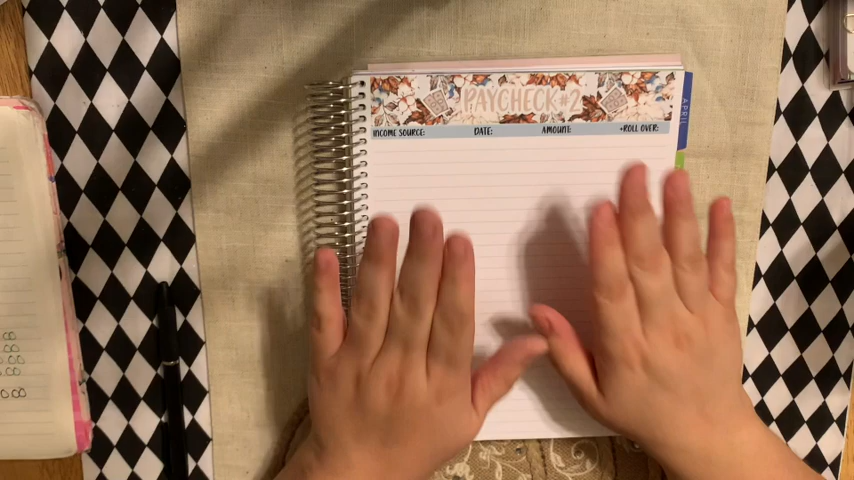 PAYCHECK #2
INCOME SOURCE: DATE: AMOUNT: +ROLL OVER:
APRIL